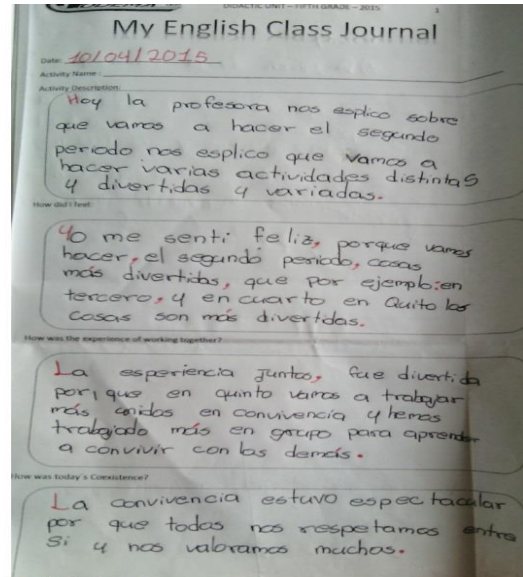 DIDACTIC UNIT – FIFTH GRADE – 2015
1
My English Class Journal
Date: 10/04/2015
Activity Name:
Activity Description:
Hoy la profesora nos esplico sobre
que vamos a hacer el segundo
periodo nos esplico que vamos a
hacer varias actividades distintas
y divertidas y variadas.
How did I feel:
Yo me senti feliz, porque vamos
hacer, el segundo periodo, cosas
más divertidas, que por ejemplo:en
tercero, y en cuarto en Quito las
cosas son más divertidas.
How was the experience of working together?
La esperiencia juntos, fue divertida
por, que en quinto vamos a trabajar
más unidos en convivencia y hemos
trabajado más en grupo para aprender
a convivir con los demás.
How was today's Coexistence?
La convivencia estuvo espectacular
por que todas nos respetamos entre
si y nos valoramos muchos.